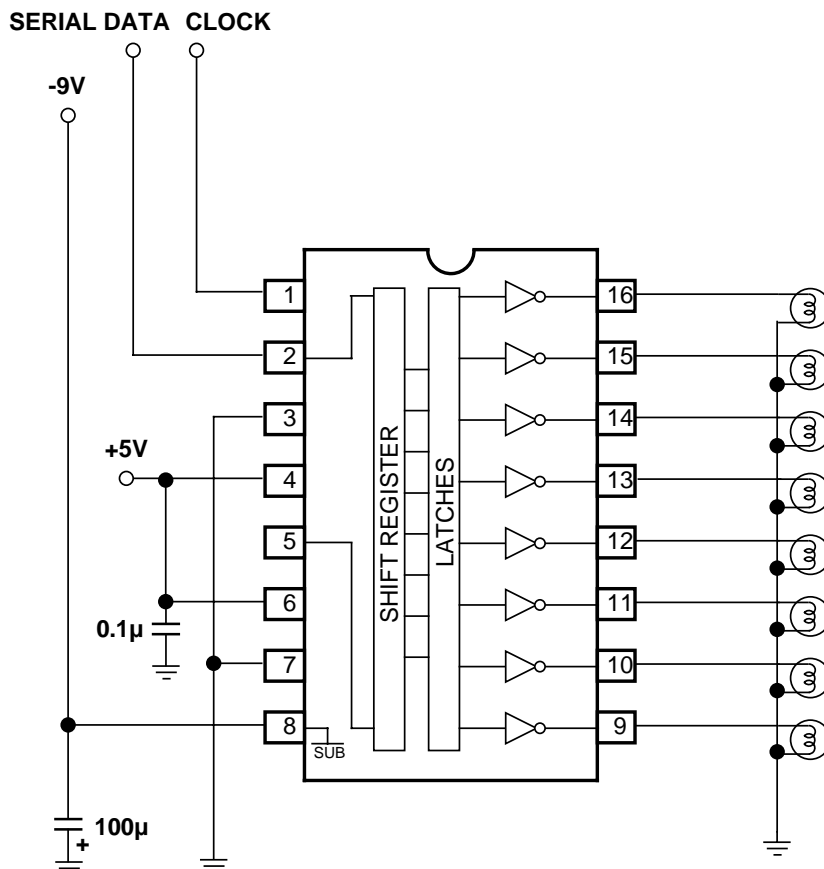 SERIAL DATA CLOCK
-9V
1
16
2
15
3
14
+5V
4
13
5
12
6
11
0.1µ
7
10
8
9
SUB
SHIFT REGISTER
LATCHES
100µ
+